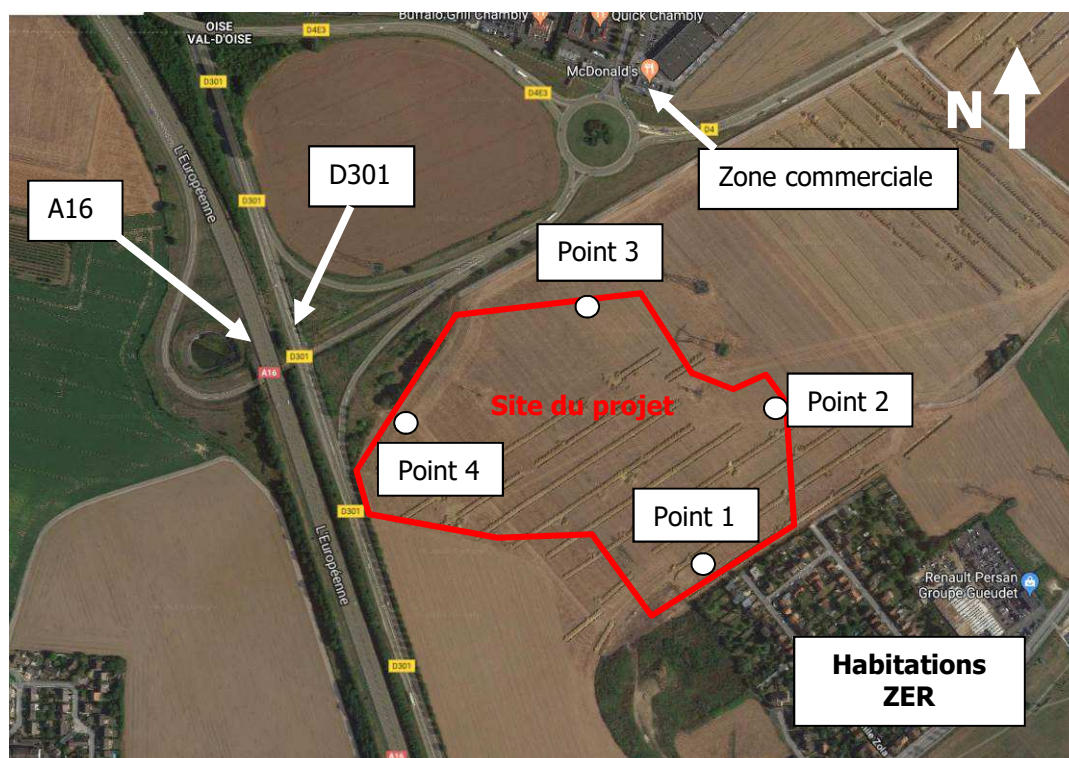 Buffalo Grill Chambly
Quick Chambly
OISE
VAL-D'OISE
D4E3
McDonald's
D301
D4E3
D4
N
L'Européenne
D301
A16
Zone commerciale
D301
Point 3
D301
A16
Site du projet
Point 2
Point 4
D301
Point 1
L'Européenne
Renault Persan
Groupe Gueudet
Habitations
ZER
D301
Zola
A16